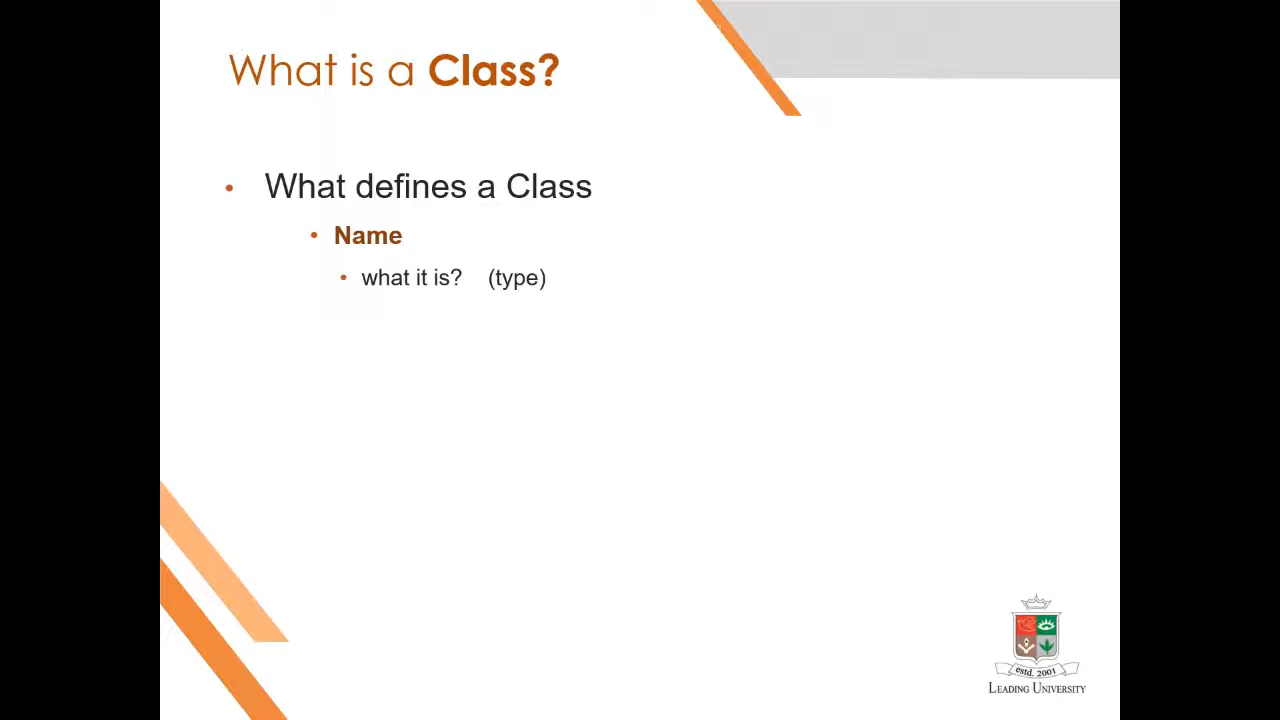 What is a Class?
• What defines a Class
• Name
• what it is? (type)
estd. 2001
LEADING UNIVERSITY